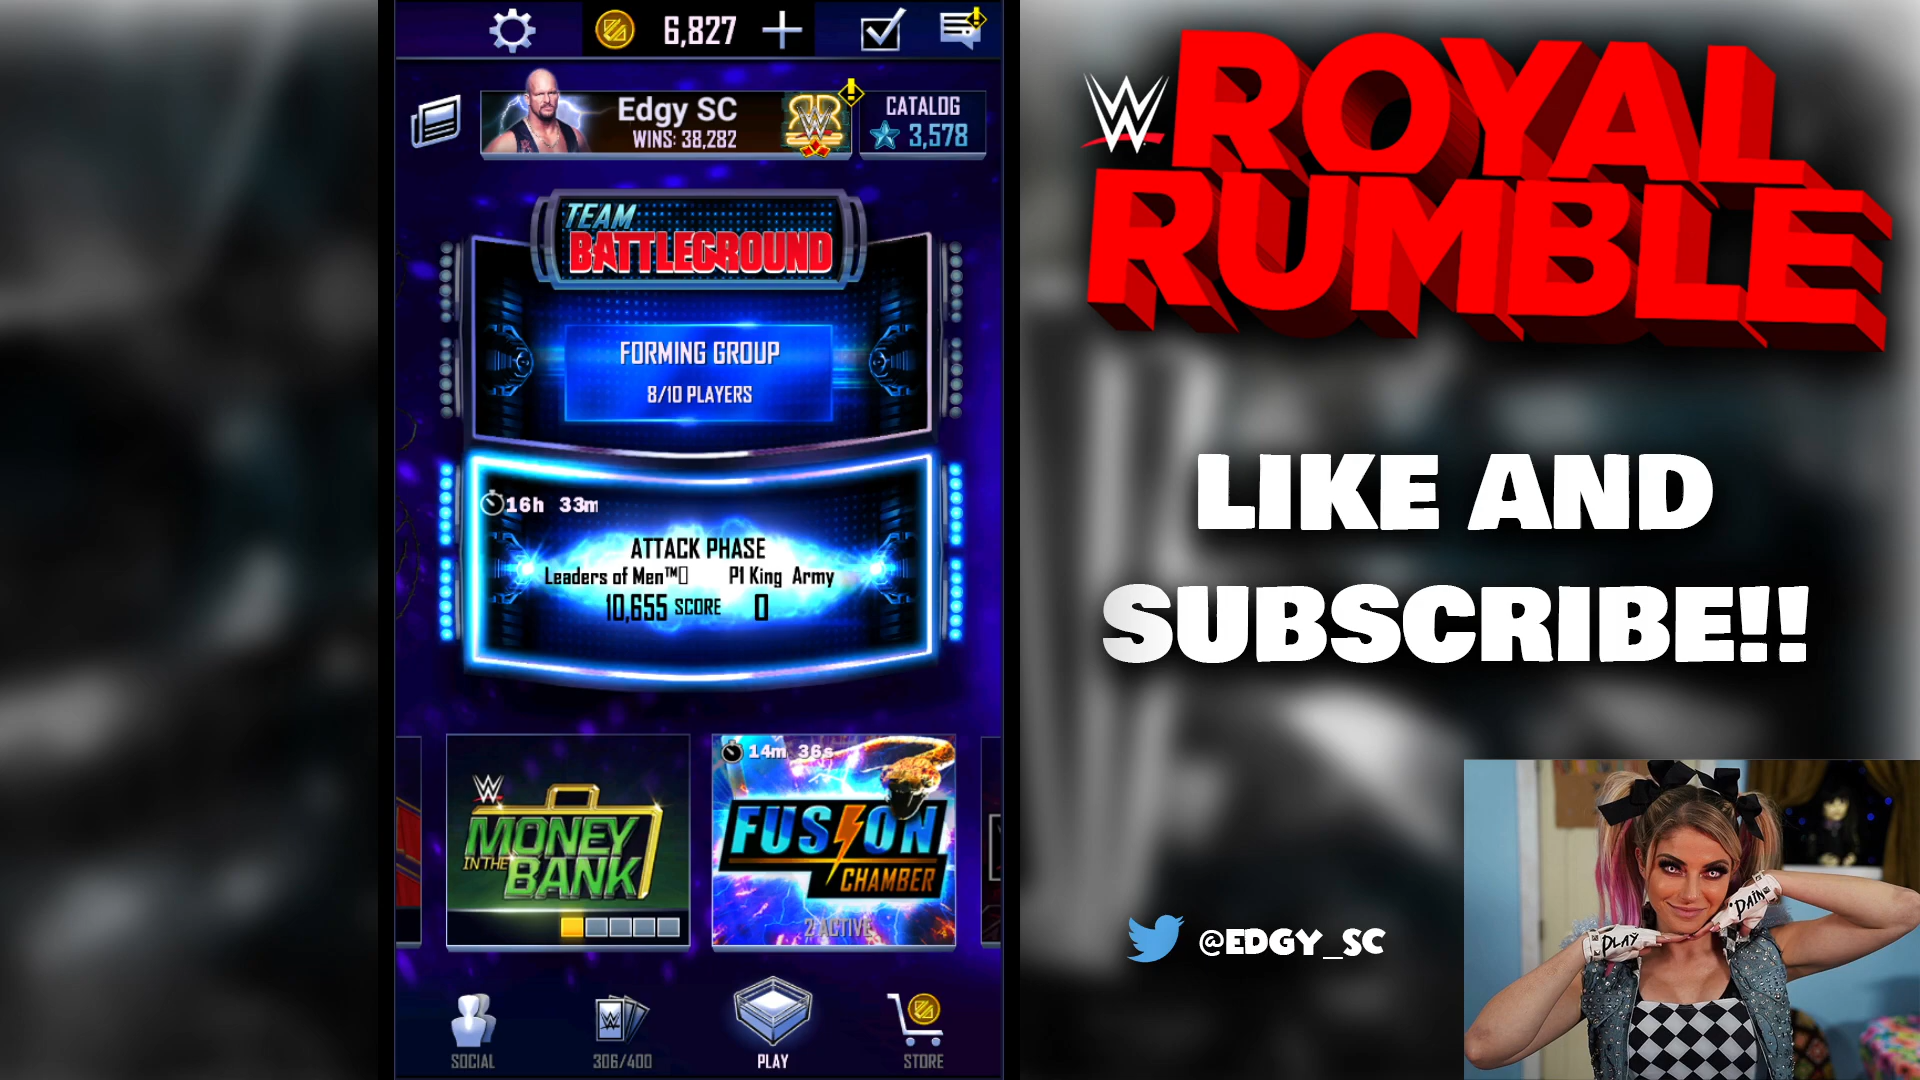 6,827
Edgy SC
WINS: 38,282
CATALOG
3,578
TEAM
BATTLEGROUND
FORMING GROUP
8/10 PLAYERS
16h 33m
ATTACK PHASE
Leaders of Men™ P1 King Army
10,655 SCORE 0
W
MONEY
IN THE
BANK
14m 36s
FUSION
CHAMBER
2 ACTIVE
SOCIAL
306/400
PLAY
STORE
W
ROYAL
RUMBLE
LIKE AND
SUBSCRIBE!!
@EDGY_SC
PLAY
PAIN